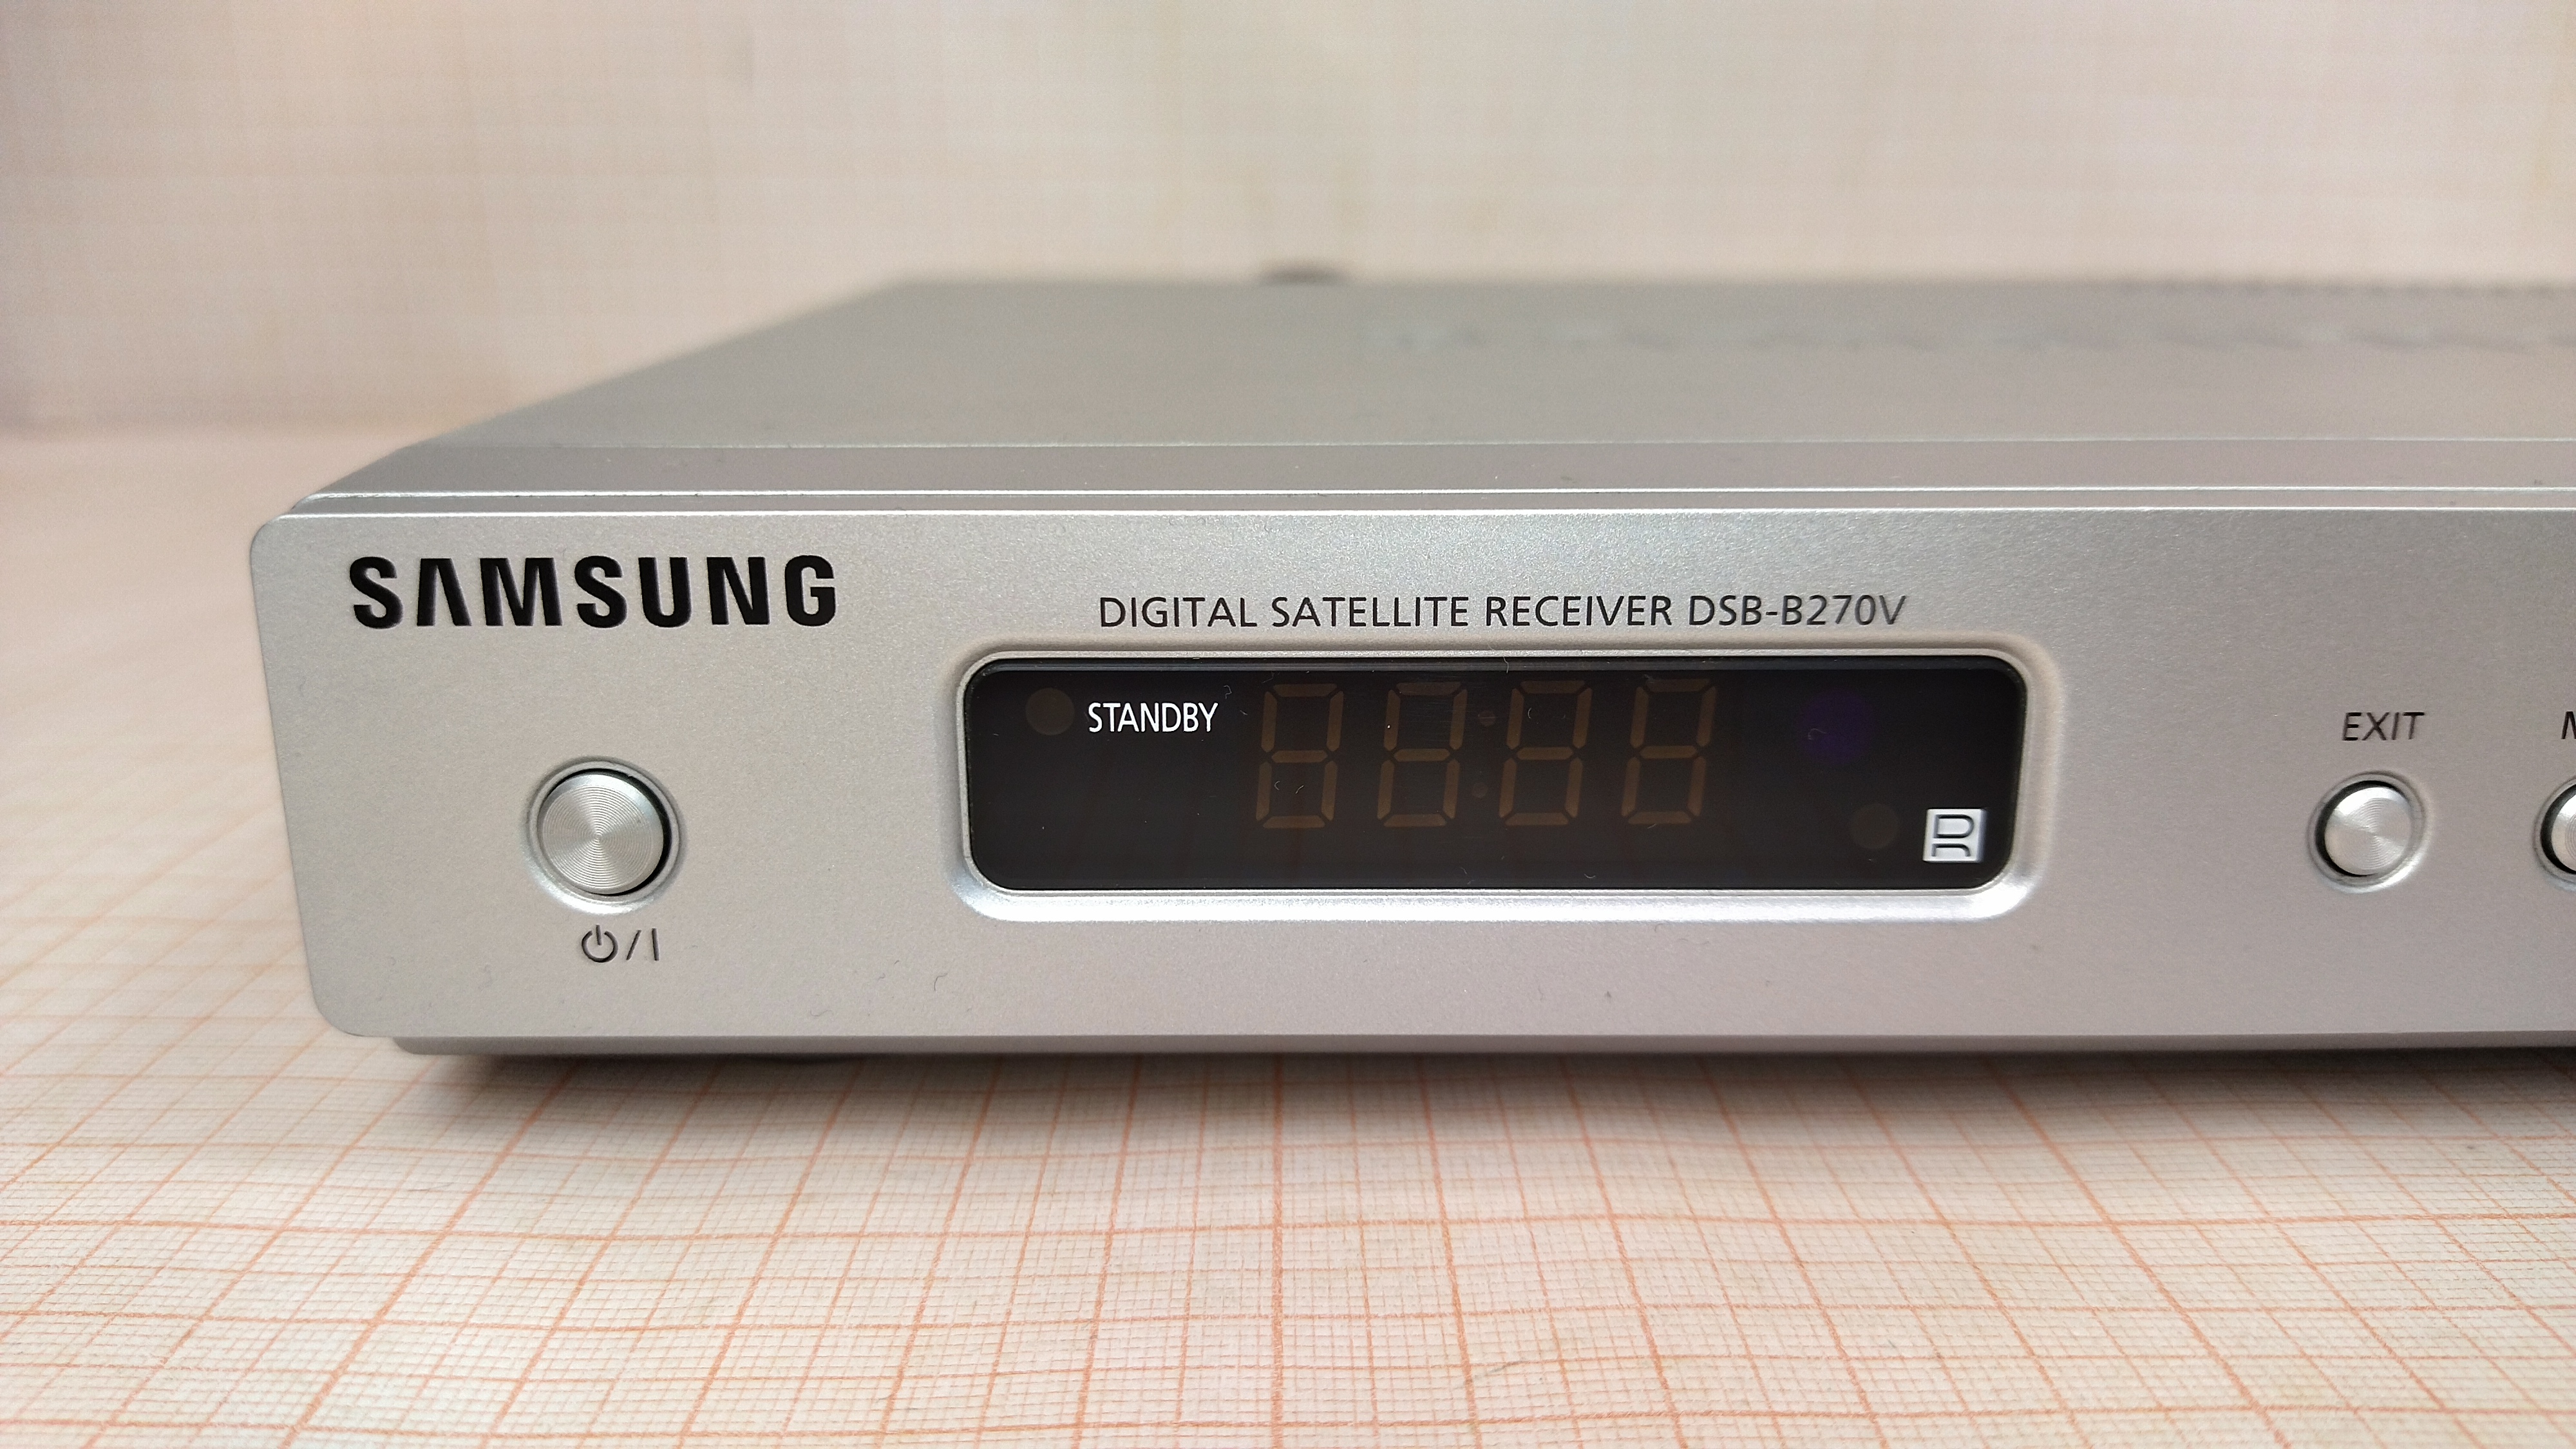 SAMSUNG
DIGITAL SATELLITE RECEIVER DSB-B270V
STANDBY
EXIT
⏻/I